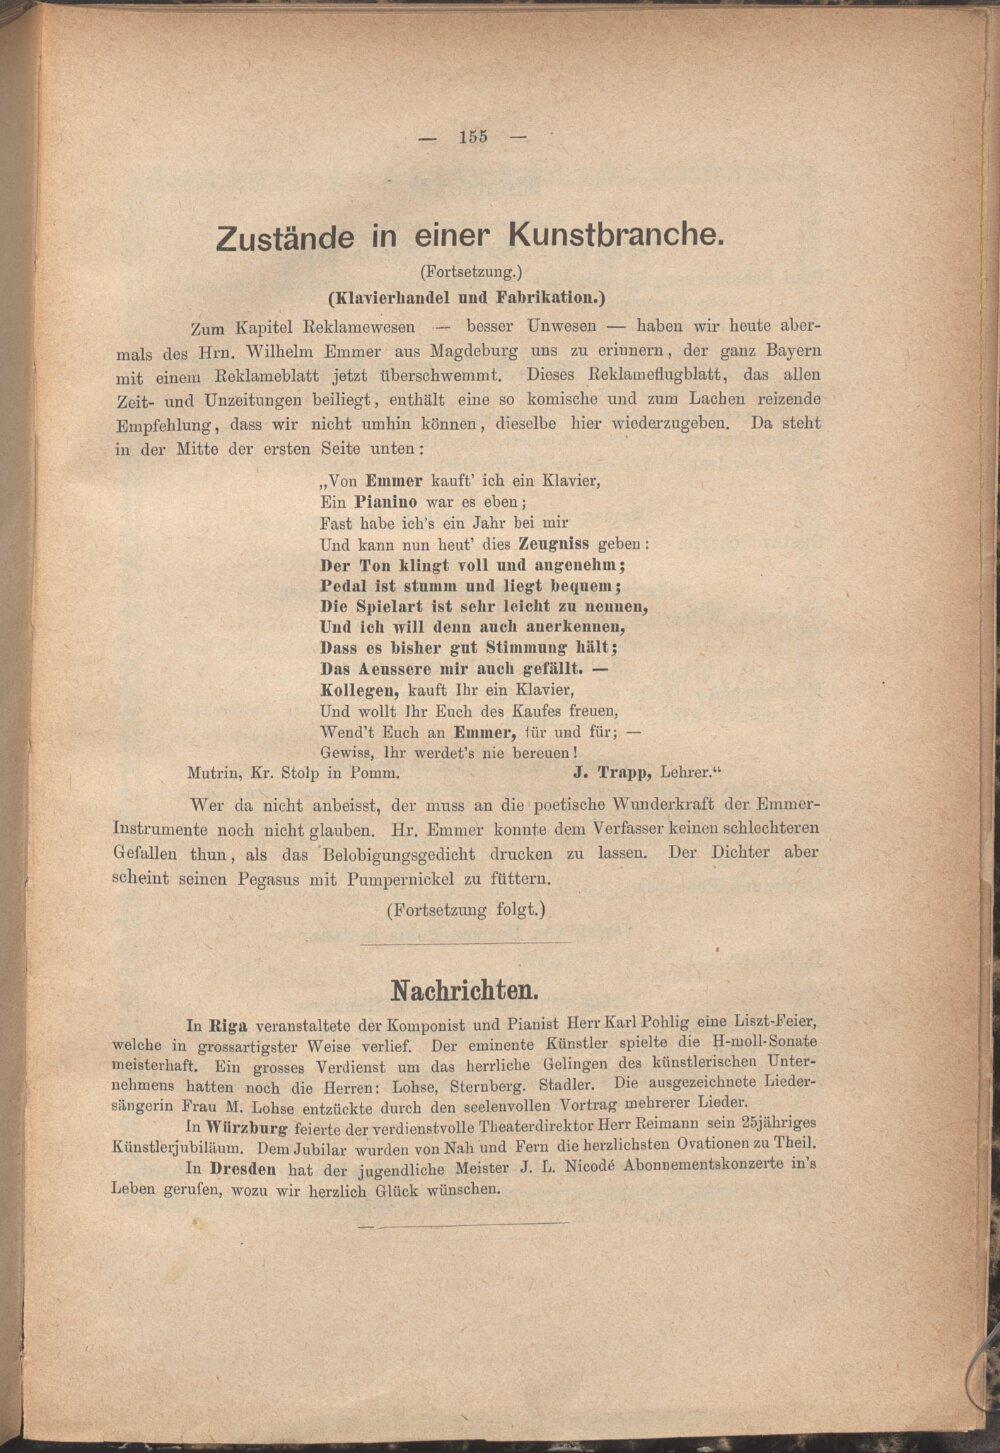 — 155 —
Zustände in einer Kunstbranche.
(Fortsetzung.)
(Klavierhandel und Fabrikation.)
Zum Kapitel Reklamewesen — besser Unwesen — haben wir heute aber-
mals des Hrn. Wilhelm Emmer aus Magdeburg uns zu erinnern, der ganz Bayern
mit einem Reklameblatt jetzt überschwemmt. Dieses Reklameflugblatt, das allen
Zeit- und Unzeitungen beiliegt, enthält eine so komische und zum Lachen reizende
Empfehlung, dass wir nicht umhin können, dieselbe hier wiederzugeben. Da steht
in der Mitte der ersten Seite unten:
„Von Emmer kauft' ich ein Klavier,
Ein Pianino war es eben;
Fast habe ich's ein Jahr bei mir
Und kann nun heut' dies Zeugniss geben:
Der Ton klingt voll und angenehm;
Pedal ist stumm und liegt bequem;
Die Spielart ist sehr leicht zu nennen,
Und ich will denn auch anerkennen,
Dass es bisher gut Stimmung hält;
Das Aeussere mir auch gefällt. —
Kollegen, kauft Ihr ein Klavier,
Und wollt Ihr Euch des Kaufes freuen,
Wend't Euch an Emmer, für und für; —
Gewiss, Ihr werdet's nie bereuen!
Mutrin, Kr. Stolp in Pomm. J. Trapp, Lehrer.“
Wer da nicht anbeisst, der muss an die poetische Wunderkraft der Emmer-
Instrumente noch nicht glauben. Hr. Emmer konnte dem Verfasser keinen schlechteren
Gefallen thun, als das Belobigungsgedicht drucken zu lassen. Der Dichter aber
scheint seinen Pegasus mit Pumpernickel zu füttern.
(Fortsetzung folgt.)
Nachrichten.
In Riga veranstaltete der Komponist und Pianist Herr Karl Pohlig eine Liszt-Feier,
welche in grossartigster Weise verlief. Der eminente Künstler spielte die H-moll-Sonate
meisterhaft. Ein grosses Verdienst um das herrliche Gelingen des künstlerischen Unter-
nehmens hatten noch die Herren: Lohse, Sternberg. Stadler. Die ausgezeichnete Lieder-
sängerin Frau M. Lohse entzückte durch den seelenvollen Vortrag mehrerer Lieder.
In Würzburg feierte der verdienstvolle Theaterdirektor Herr Reimann sein 25jähriges
Künstlerjubiläum. Dem Jubilar wurden von Nah und Fern die herzlichsten Ovationen zu Theil.
In Dresden hat der jugendliche Meister J. L. Nicodé Abonnementskonzerte in's
Leben gerufen, wozu wir herzlich Glück wünschen.